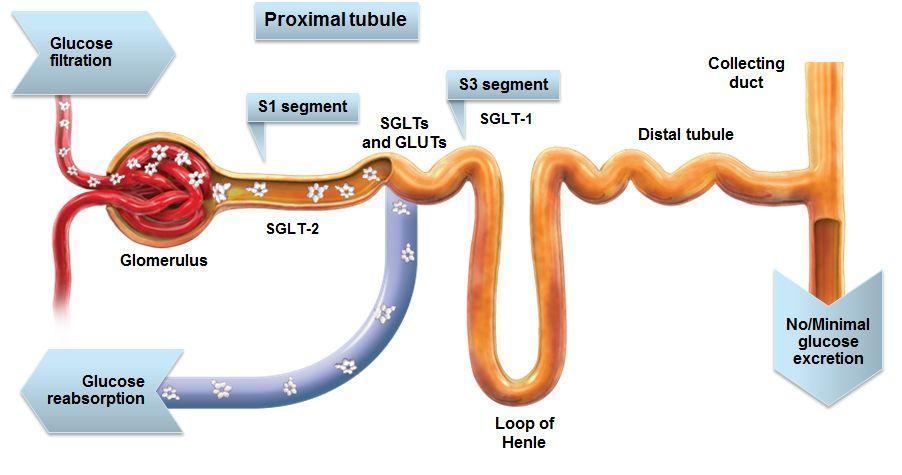 Proximal tubule
Glucose
filtration
S1 segment
S3 segment
SGLTs
and GLUTs
SGLT-1
Collecting
duct
Distal tubule
SGLT-2
Glomerulus
No/Minimal
glucose
excretion
Glucose
reabsorption
Loop of
Henle